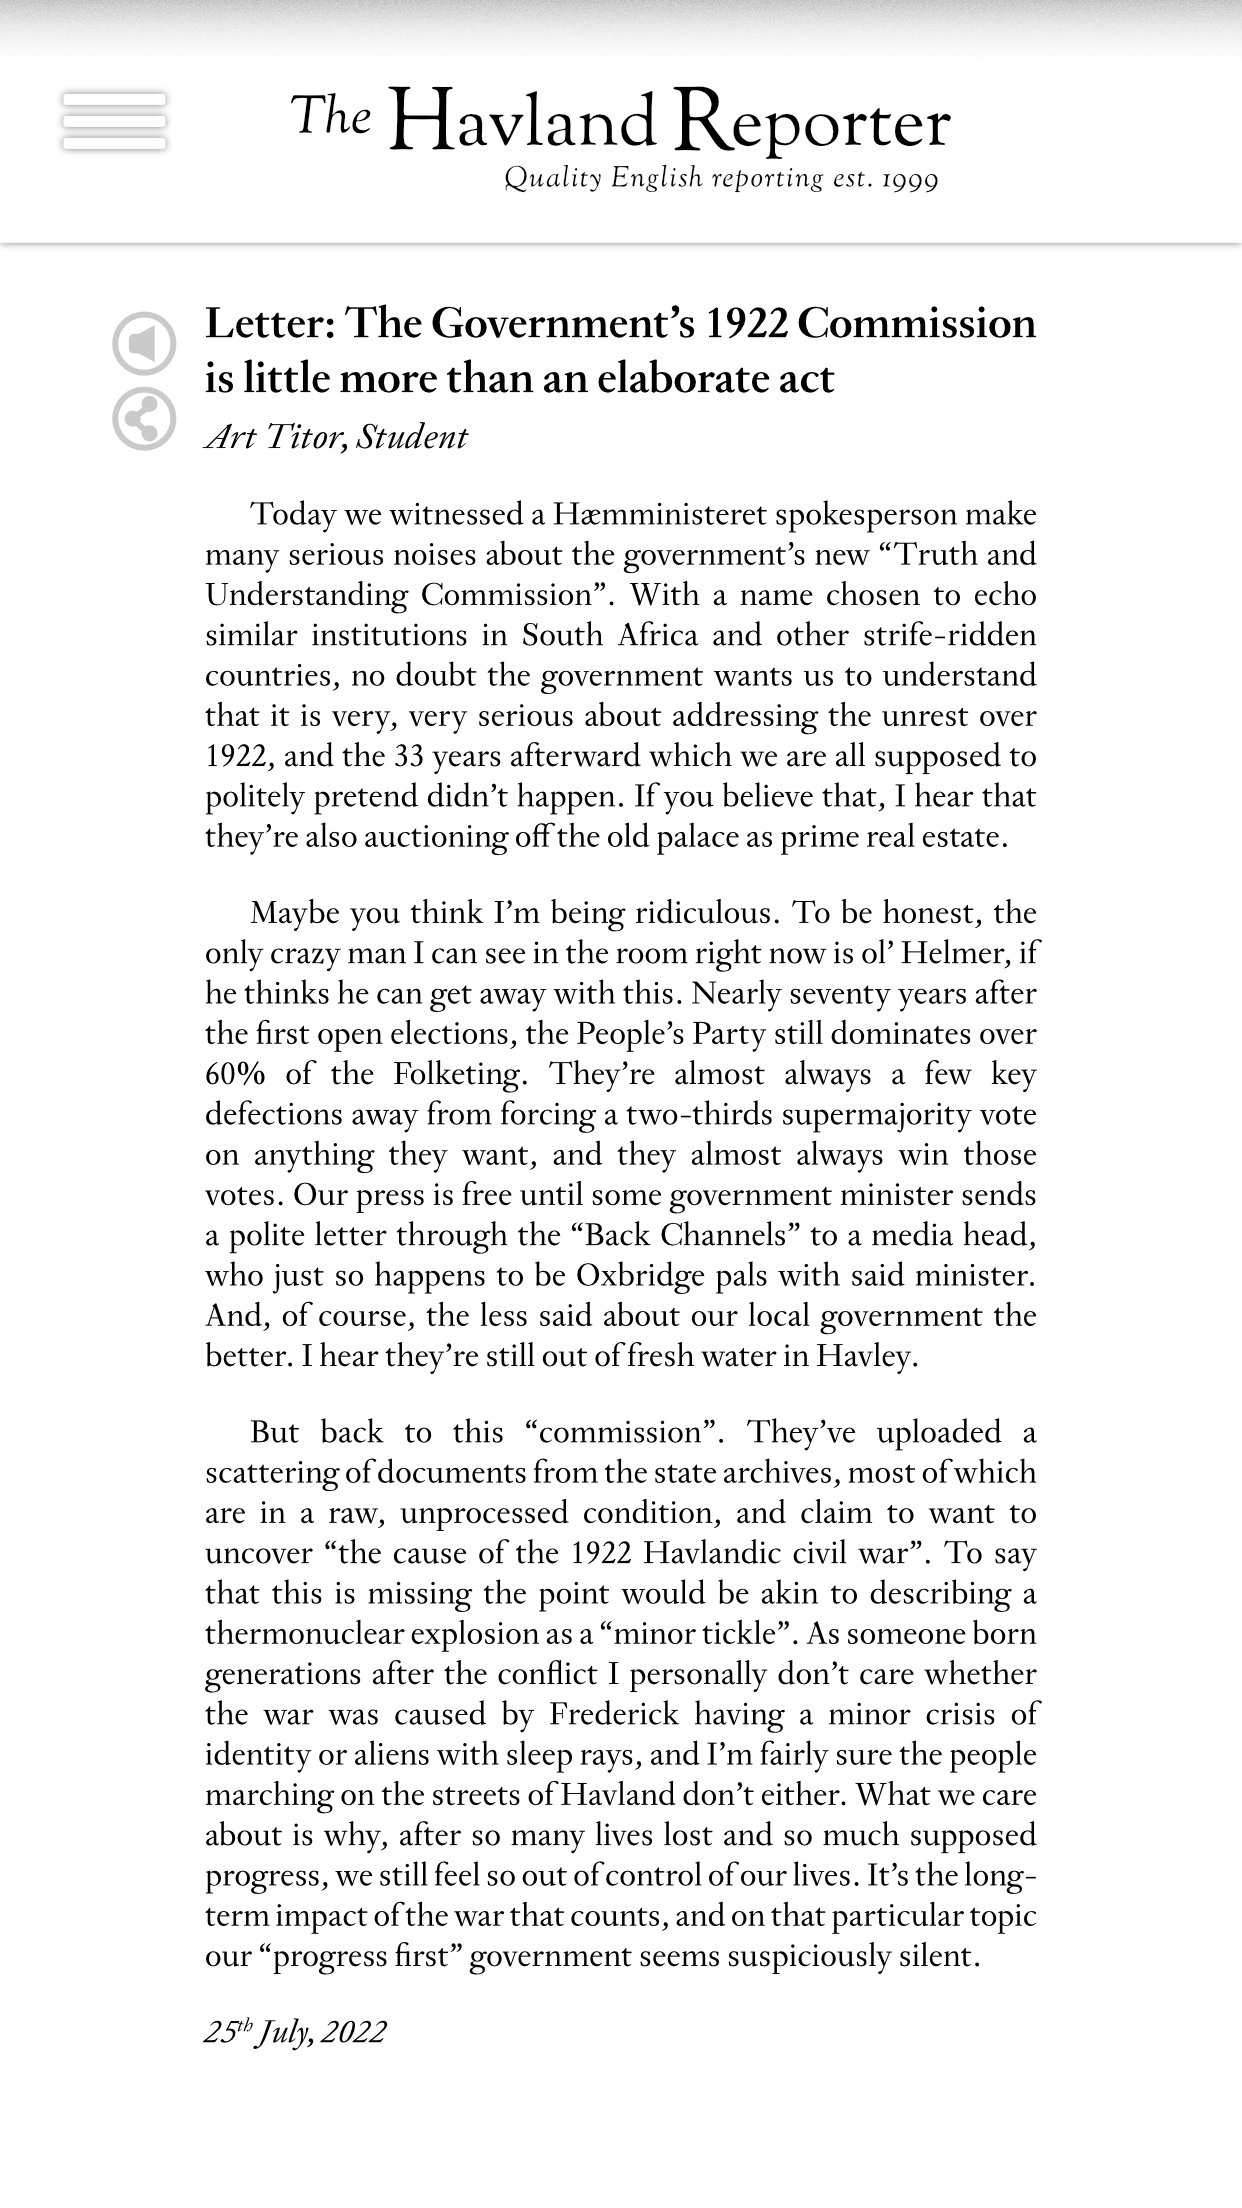 The Havland Reporter
Quality English reporting est. 1999
Letter: The Government’s 1922 Commission
is little more than an elaborate act
Art Titor, Student
Today we witnessed a Hæmministeret spokesperson make
many serious noises about the government’s new “Truth and
Understanding Commission”. With a name chosen to echo
similar institutions in South Africa and other strife-ridden
countries, no doubt the government wants us to understand
that it is very, very serious about addressing the unrest over
1922, and the 33 years afterward which we are all supposed to
politely pretend didn’t happen. If you believe that, I hear that
they’re also auctioning off the old palace as prime real estate.
Maybe you think I’m being ridiculous. To be honest, the
only crazy man I can see in the room right now is ol’ Helmer, if
he thinks he can get away with this. Nearly seventy years after
the first open elections, the People’s Party still dominates over
60% of the Folketing. They’re almost always a few key
defections away from forcing a two-thirds supermajority vote
on anything they want, and they almost always win those
votes. Our press is free until some government minister sends
a polite letter through the “Back Channels” to a media head,
who just so happens to be Oxbridge pals with said minister.
And, of course, the less said about our local government the
better. I hear they’re still out of fresh water in Havley.
But back to this “commission”. They’ve uploaded a
scattering of documents from the state archives, most of which
are in a raw, unprocessed condition, and claim to want to
uncover “the cause of the 1922 Havlandic civil war”. To say
that this is missing the point would be akin to describing a
thermonuclear explosion as a “minor tickle”. As someone born
generations after the conflict I personally don’t care whether
the war was caused by Frederick having a minor crisis of
identity or aliens with sleep rays, and I’m fairly sure the people
marching on the streets of Havland don’t either. What we care
about is why, after so many lives lost and so much supposed
progress, we still feel so out of control of our lives. It’s the long-
term impact of the war that counts, and on that particular topic
our “progress first” government seems suspiciously silent.
25th July, 2022